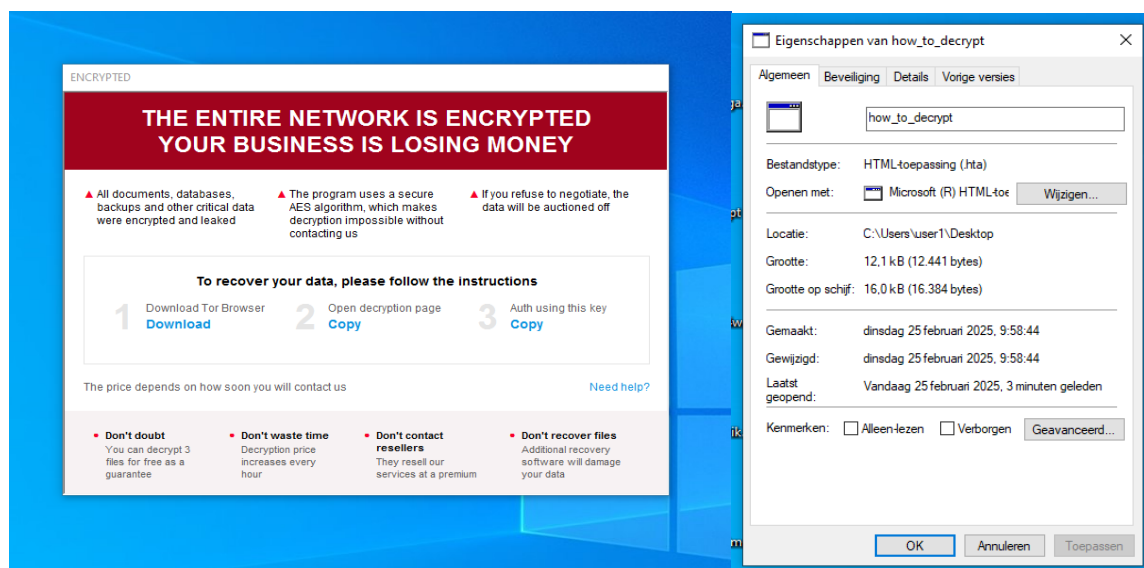 ENCRYPTED
THE ENTIRE NETWORK IS ENCRYPTED
YOUR BUSINESS IS LOSING MONEY
All documents, databases,
backups and other critical data
were encrypted and leaked
The program uses a secure
AES algorithm, which makes
decryption impossible without
contacting us
If you refuse to negotiate, the
data will be auctioned off
To recover your data, please follow the instructions
1
Download Tor Browser
Download
2
Open decryption page
Copy
3
Auth using this key
Copy
The price depends on how soon you will contact us
Need help?
Don't doubt
You can decrypt 3
files for free as a
guarantee
Don't waste time
Decryption price
increases every
hour
Don't contact
resellers
They resell our
services at a premium
Don't recover files
Additional recovery
software will damage
your data
Eigenschappen van how_to_decrypt
Algemeen Beveiliging Details Vorige versies
how_to_decrypt
Bestandstype: HTML-toepassing (.hta)
Openen met: Microsoft (R) HTML-toe Wijzigen...
Locatie: C:\Users\user1\Desktop
Grootte: 12,1 kB (12.441 bytes)
Grootte op schijf: 16,0 kB (16.384 bytes)
Gemaakt: dinsdag 25 februari 2025, 9:58:44
Gewijzigd: dinsdag 25 februari 2025, 9:58:44
Laatst
geopend: Vandaag 25 februari 2025, 3 minuten geleden
Kenmerken: Alleen-lezen Verborgen Geavanceerd...
OK Annuleren Toepassen